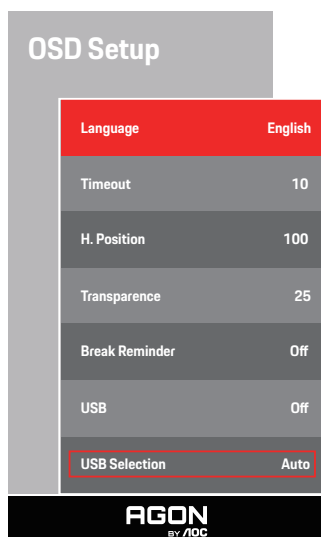 OSD Setup
Language English
Timeout 10
H. Position 100
Transparence 25
Break Reminder Off
USB Off
USB Selection Auto
AGON
BY AOC